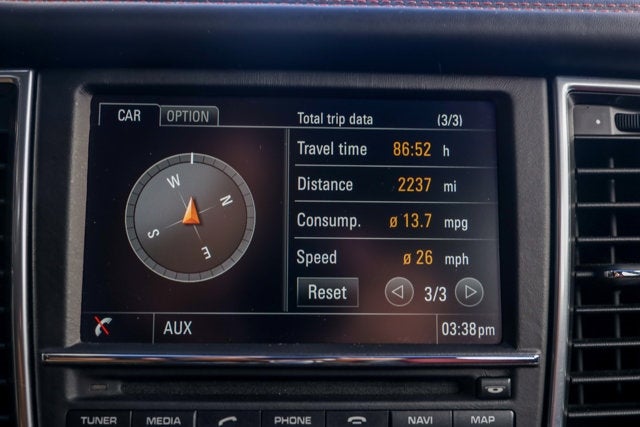 CAR OPTION Total trip data (3/3)
Travel time 86:52 h
Distance 2237 mi
Consump. ø 13.7 mpg
Speed ø 26 mph
W N
S E
Reset 3/3
AUX 03:38pm
TUNER MEDIA PHONE NAVI MAP